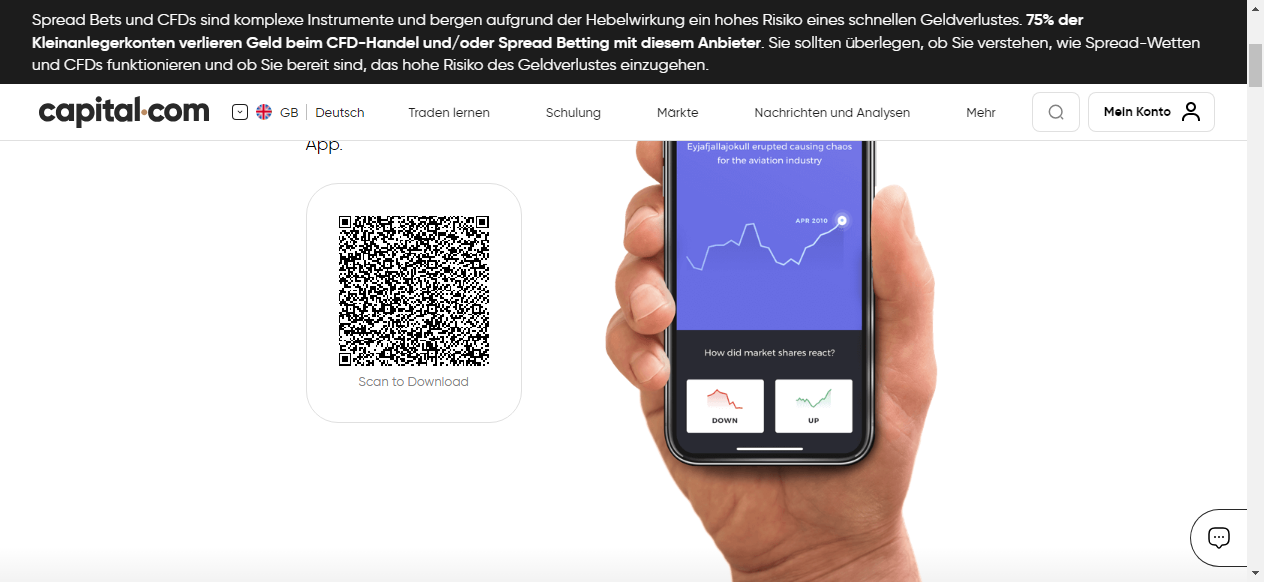 Spread Bets und CFDs sind komplexe Instrumente und bergen aufgrund der Hebelwirkung ein hohes Risiko eines schnellen Geldverlustes. 75% der
Kleinanlegerkonten verlieren Geld beim CFD-Handel und/oder Spread Betting mit diesem Anbieter. Sie sollten überlegen, ob Sie verstehen, wie Spread-Wetten
und CFDs funktionieren und ob Sie bereit sind, das hohe Risiko des Geldverlustes einzugehen.
capital.com GB Deutsch Traden lernen Schulung Märkte Nachrichten und Analysen Mehr Mein Konto
App.
Eyjafjallajokull erupted causing chaos
for the aviation industry
APR 2010
How did market shares react?
Scan to Download
DOWN UP